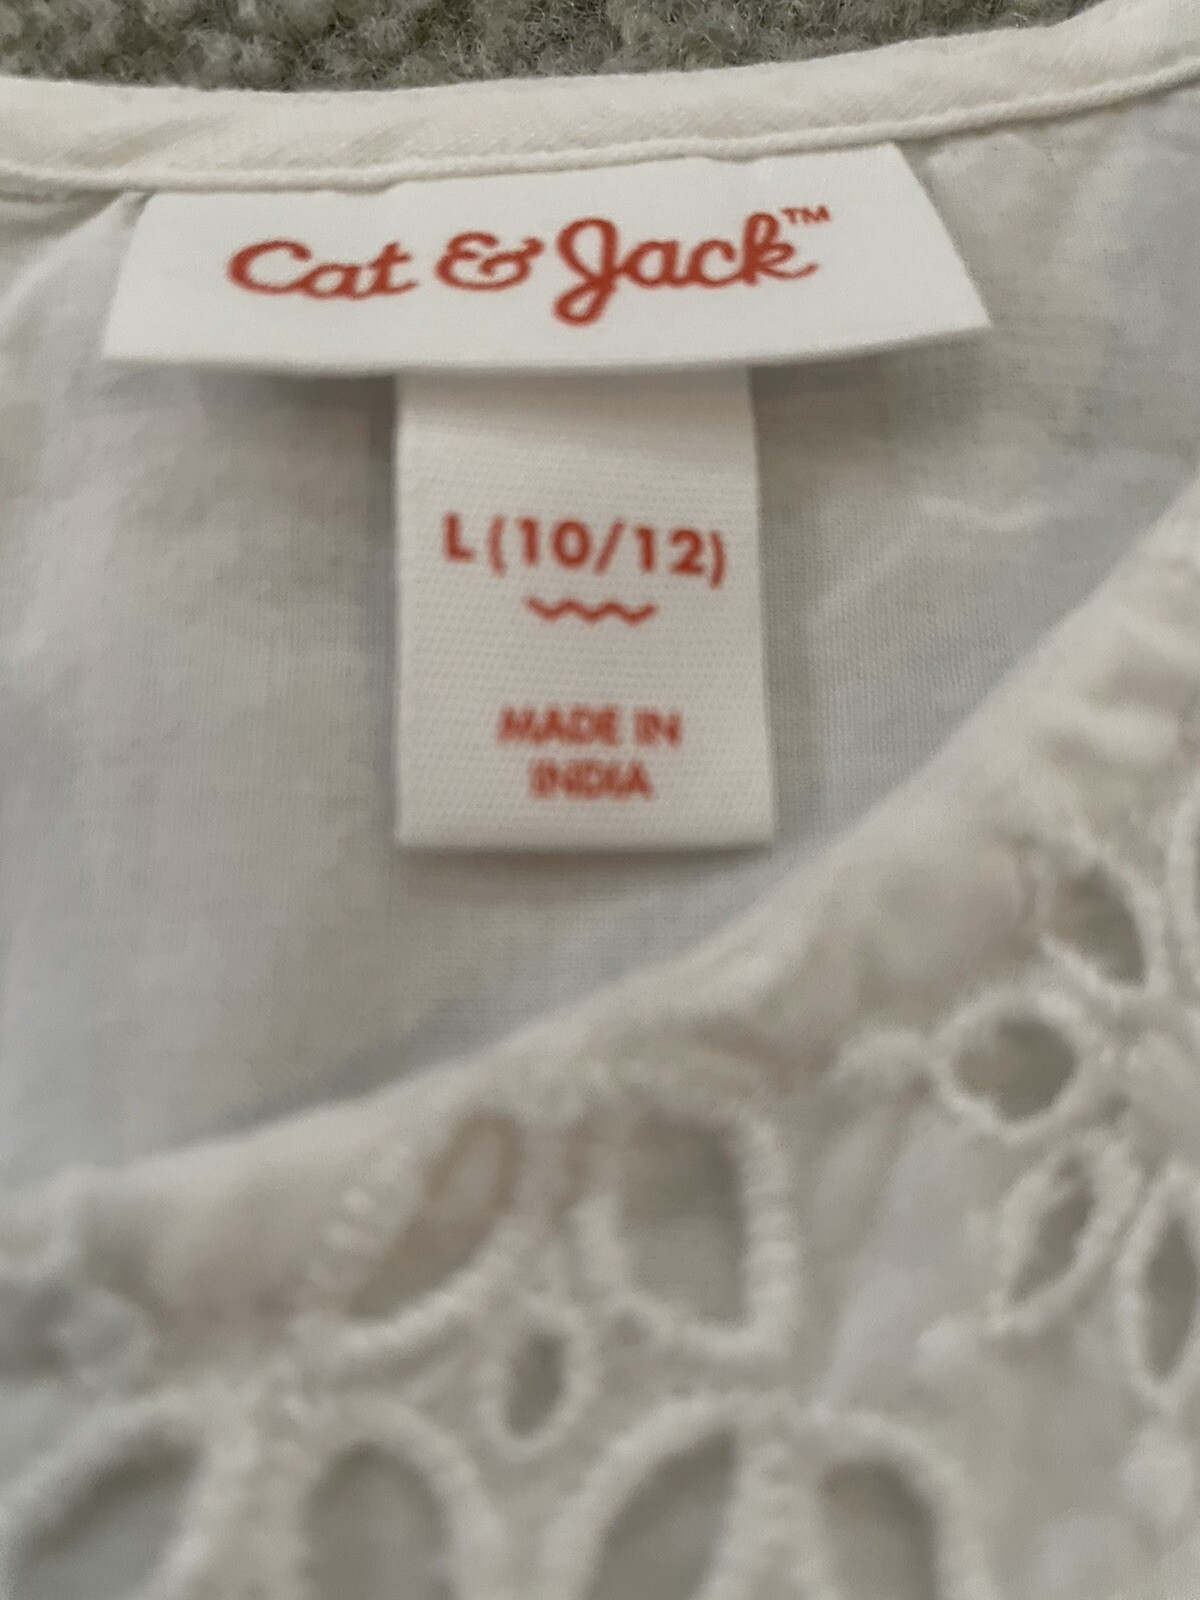 Cat & Jack™
L (10/12)
MADE IN
INDIA